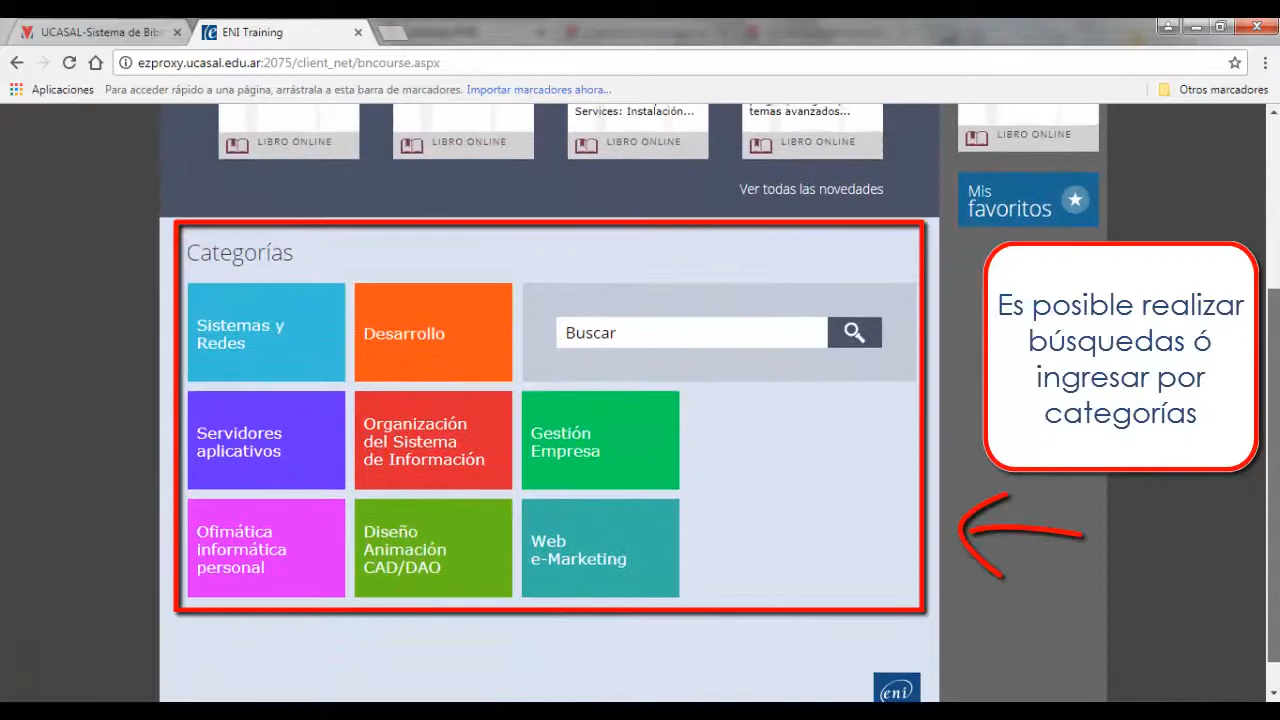 UCASAL-Sistema de Bib
ENI Training
ezproxy.ucasal.edu.ar:2075/client_net/bncourse.aspx
Aplicaciones Para acceder rápido a una página, arrástrala a esta barra de marcadores. Importar marcadores ahora... Otros marcadores
Services: Instalación...
temas avanzados...
LIBRO ONLINE
LIBRO ONLINE
LIBRO ONLINE
LIBRO ONLINE
LIBRO ONLINE
Ver todas las novedades
Mis
favoritos
Categorías
Sistemas y
Redes
Desarrollo
Buscar
Servidores
aplicativos
Organización
del Sistema
de Información
Gestión
Empresa
Ofimática
informática
personal
Diseño
Animación
CAD/DAO
Web
e-Marketing
Es posible realizar
búsquedas ó
ingresar por
categorías
eni